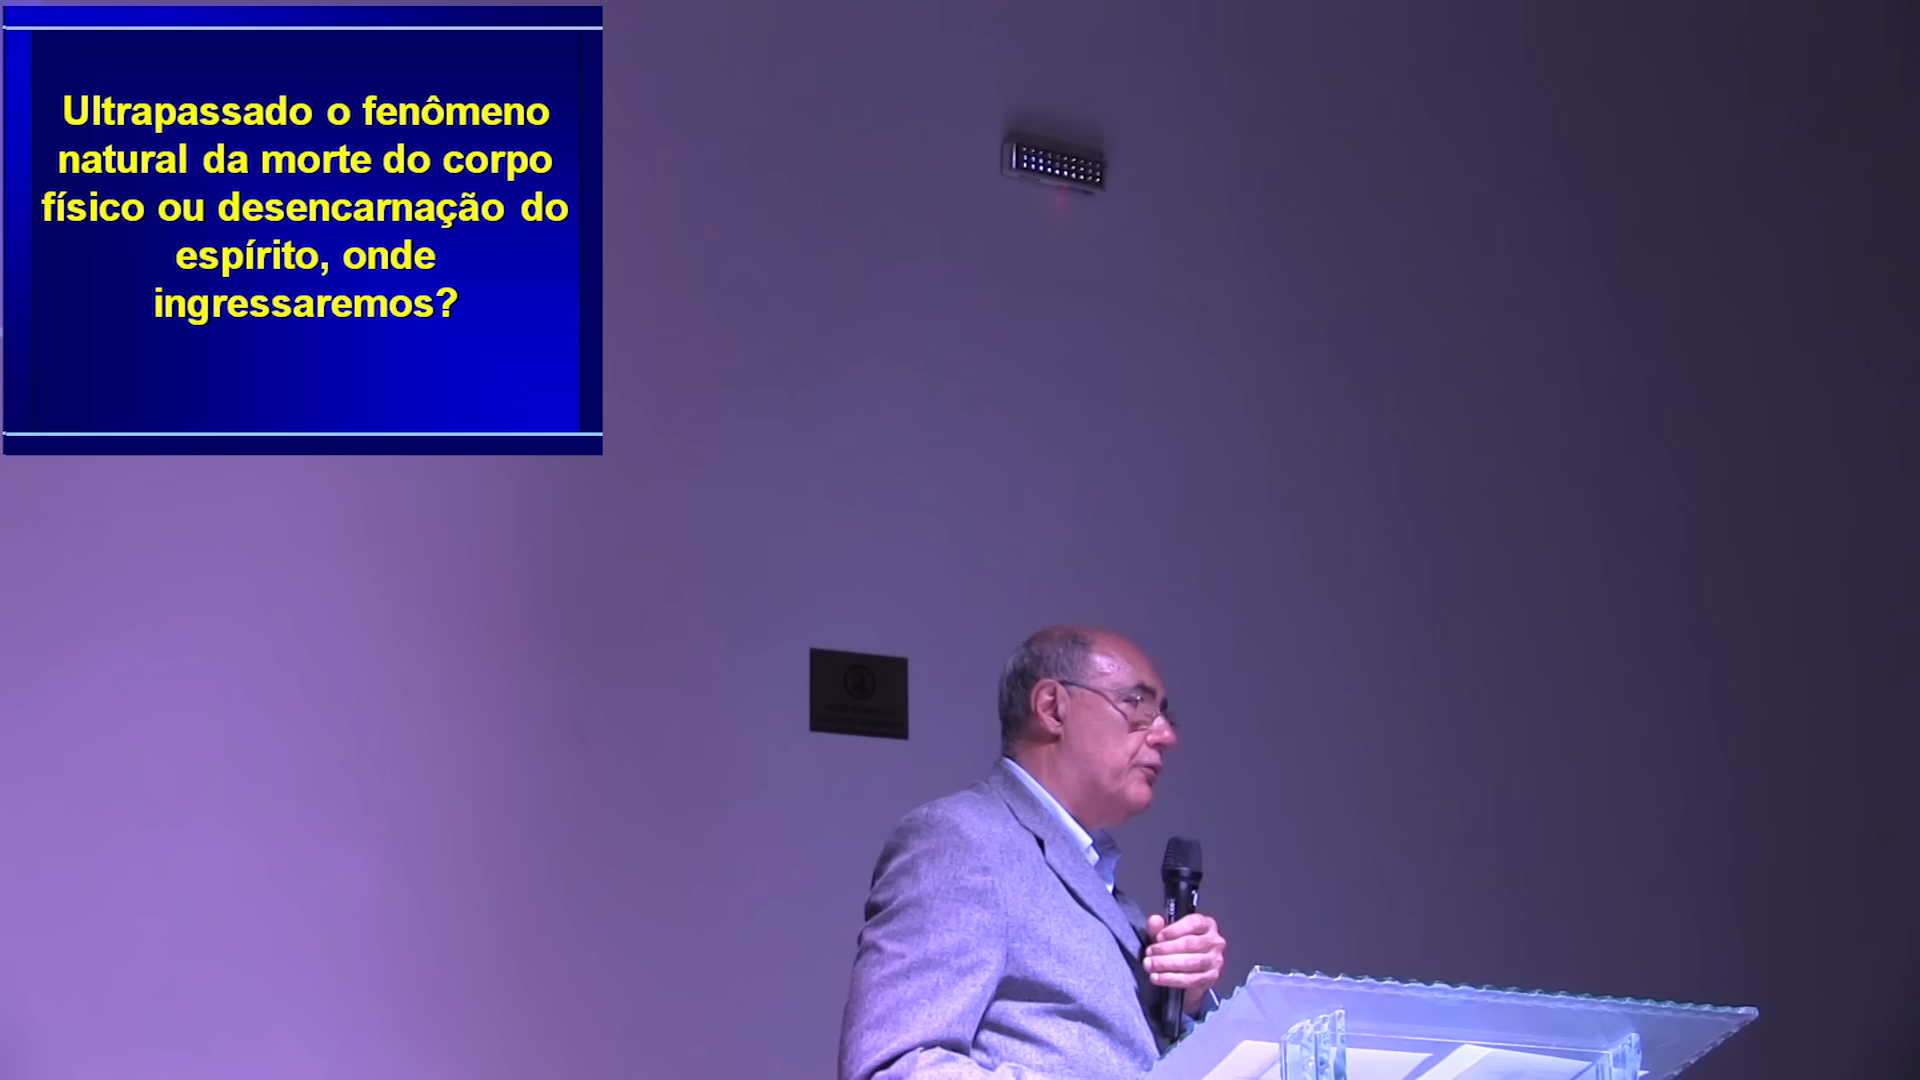 Ultrapassado o fenômeno
natural da morte do corpo
físico ou desencarnação do
espírito, onde
ingressaremos?